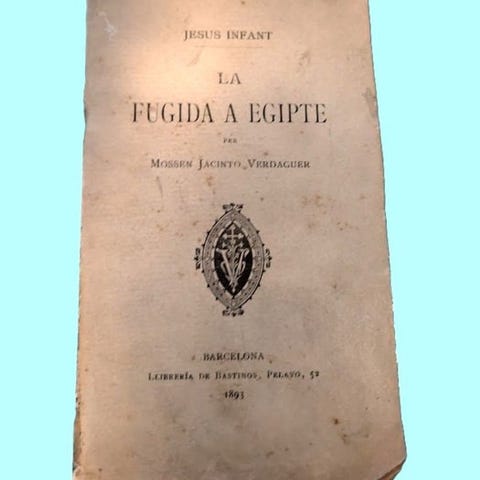 JESUS INFANT
LA
FUGIDA A EGIPTE
PER
MOSSEN JACINTO VERDAGUER
BARCELONA
LLIBRERÍA DE BASTINOS, PELAYO, 52
1893